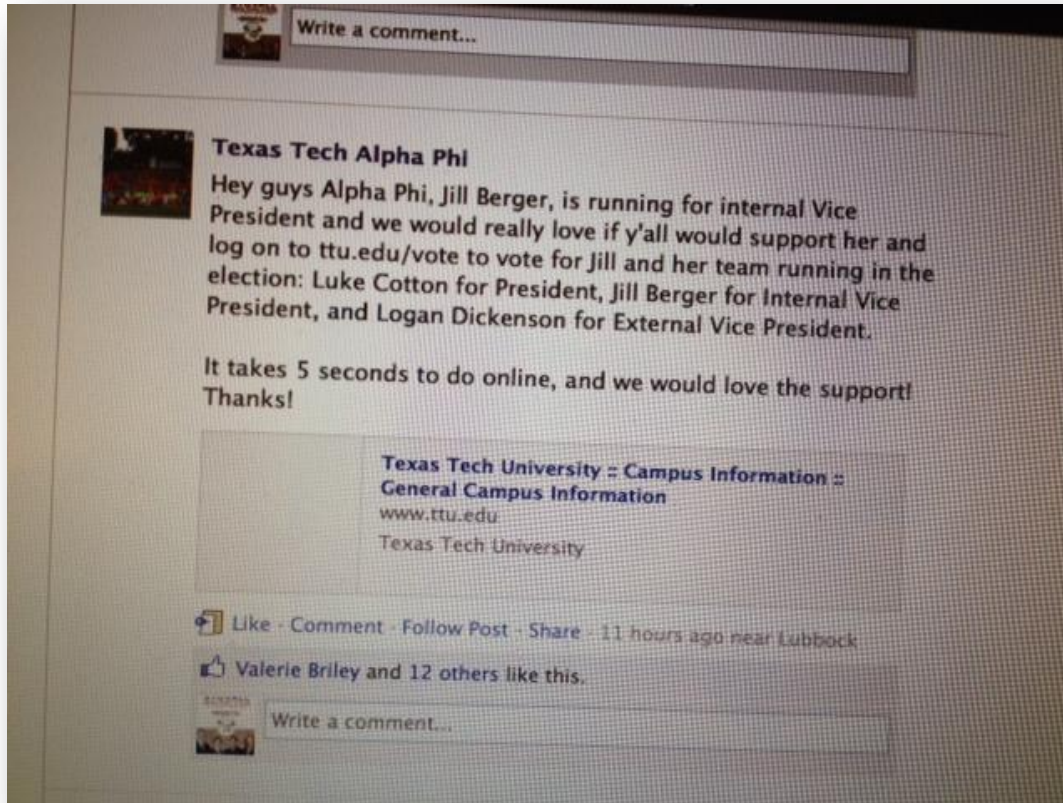 Write a comment...
Texas Tech Alpha Phi
Hey guys Alpha Phi, Jill Berger, is running for internal Vice
President and we would really love if y'all would support her and
log on to ttu.edu/vote to vote for Jill and her team running in the
election: Luke Cotton for President, Jill Berger for Internal Vice
President, and Logan Dickenson for External Vice President.
It takes 5 seconds to do online, and we would love the support!
Thanks!
Texas Tech University :: Campus Information ::
General Campus Information
www.ttu.edu
Texas Tech University
Like · Comment · Follow Post · Share · 11 hours ago near Lubbock
Valerie Briley and 12 others like this.
Write a comment...